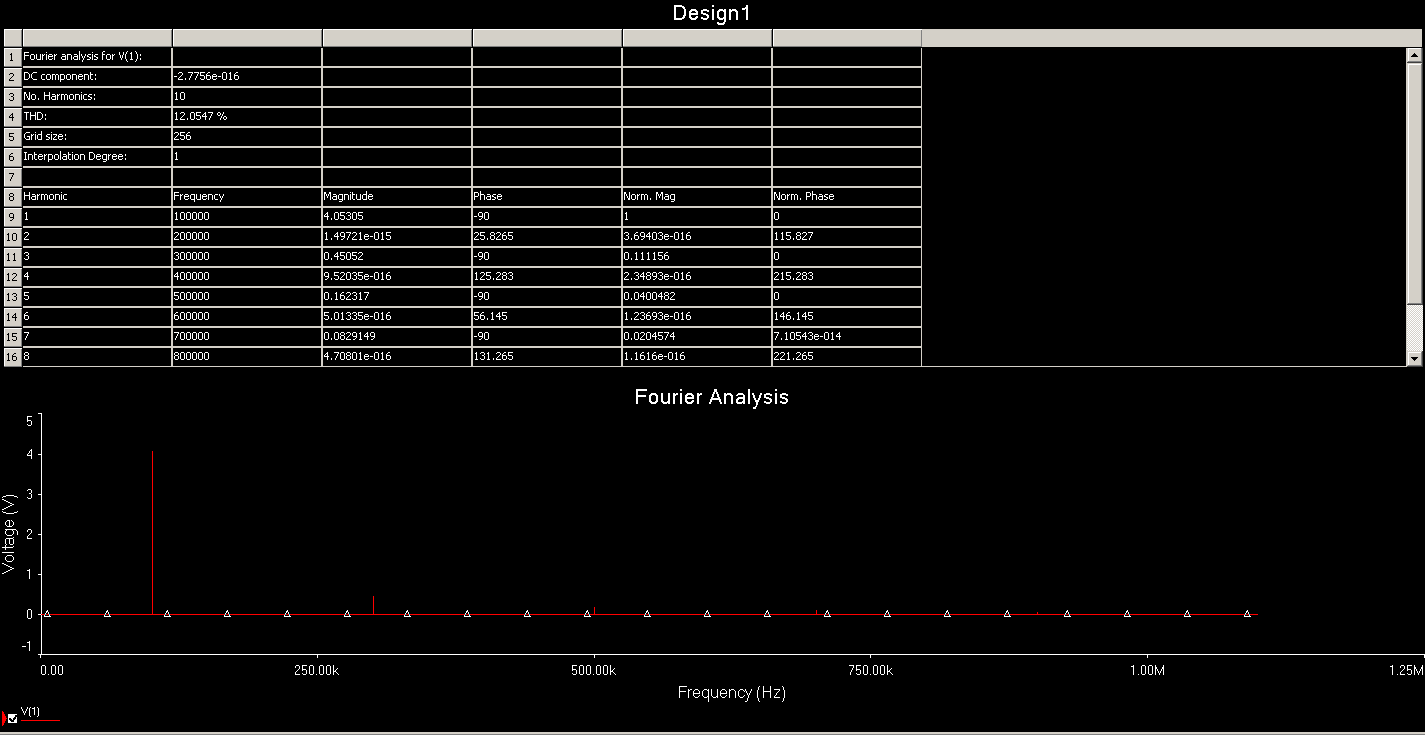 Design1
1 Fourier analysis for V(1):
2 DC component: -2.7756e-016
3 No. Harmonics: 10
4 THD: 12.0547 %
5 Grid size: 256
6 Interpolation Degree: 1
7
8 Harmonic Frequency Magnitude Phase Norm. Mag Norm. Phase
9 1 100000 4.05305 -90 1 0
10 2 200000 1.49721e-015 25.8265 3.69403e-016 115.827
11 3 300000 0.45052 -90 0.111156 0
12 4 400000 9.52035e-016 125.283 2.34893e-016 215.283
13 5 500000 0.162317 -90 0.0400482 0
14 6 600000 5.01335e-016 56.145 1.23693e-016 146.145
15 7 700000 0.0829149 -90 0.0204574 7.10543e-014
16 8 800000 4.70801e-016 131.265 1.1616e-016 221.265
Fourier Analysis
5
4
3
2
1
0
-1
Voltage (V)
0.00 250.00k 500.00k 750.00k 1.00M 1.25M
Frequency (Hz)
V(1)